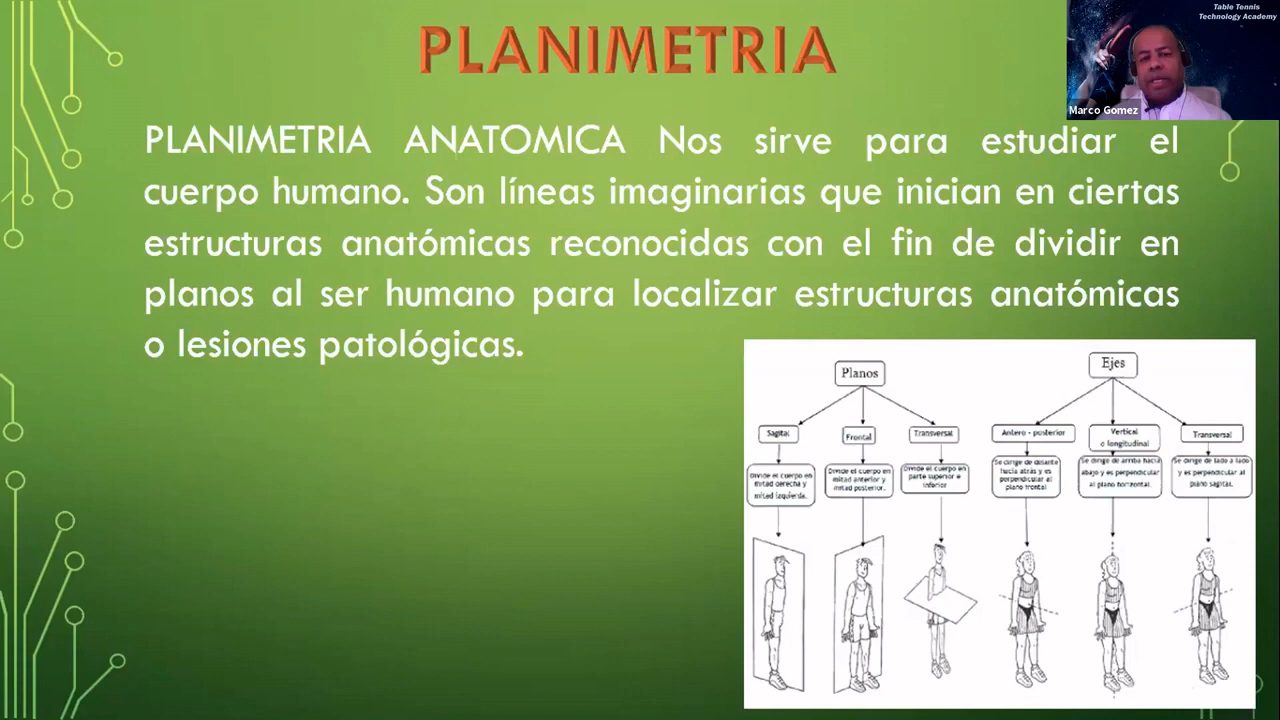 PLANIMETRIA
Table Tennis
Technology Academy
Marco Gomez
PLANIMETRIA ANATOMICA Nos sirve para estudiar el
cuerpo humano. Son líneas imaginarias que inician en ciertas
estructuras anatómicas reconocidas con el fin de dividir en
planos al ser humano para localizar estructuras anatómicas
o lesiones patológicas.
Planos
Sagital
Divide el cuerpo en
mitad derecha y
mitad izquierda.
Frontal
Divide el cuerpo en
mitad anterior y
mitad posterior.
Transversal
Divide el cuerpo en
parte superior e
inferior
Ejes
Antero - posterior
Se dirige de delante
hacia atrás y es
perpendicular al
plano frontal
Vertical
o longitudinal
Se dirige de arriba hacia
abajo y es perpendicular
al plano horizontal.
Transversal
Se dirige de lado a lado
y es perpendicular al
plano sagital.